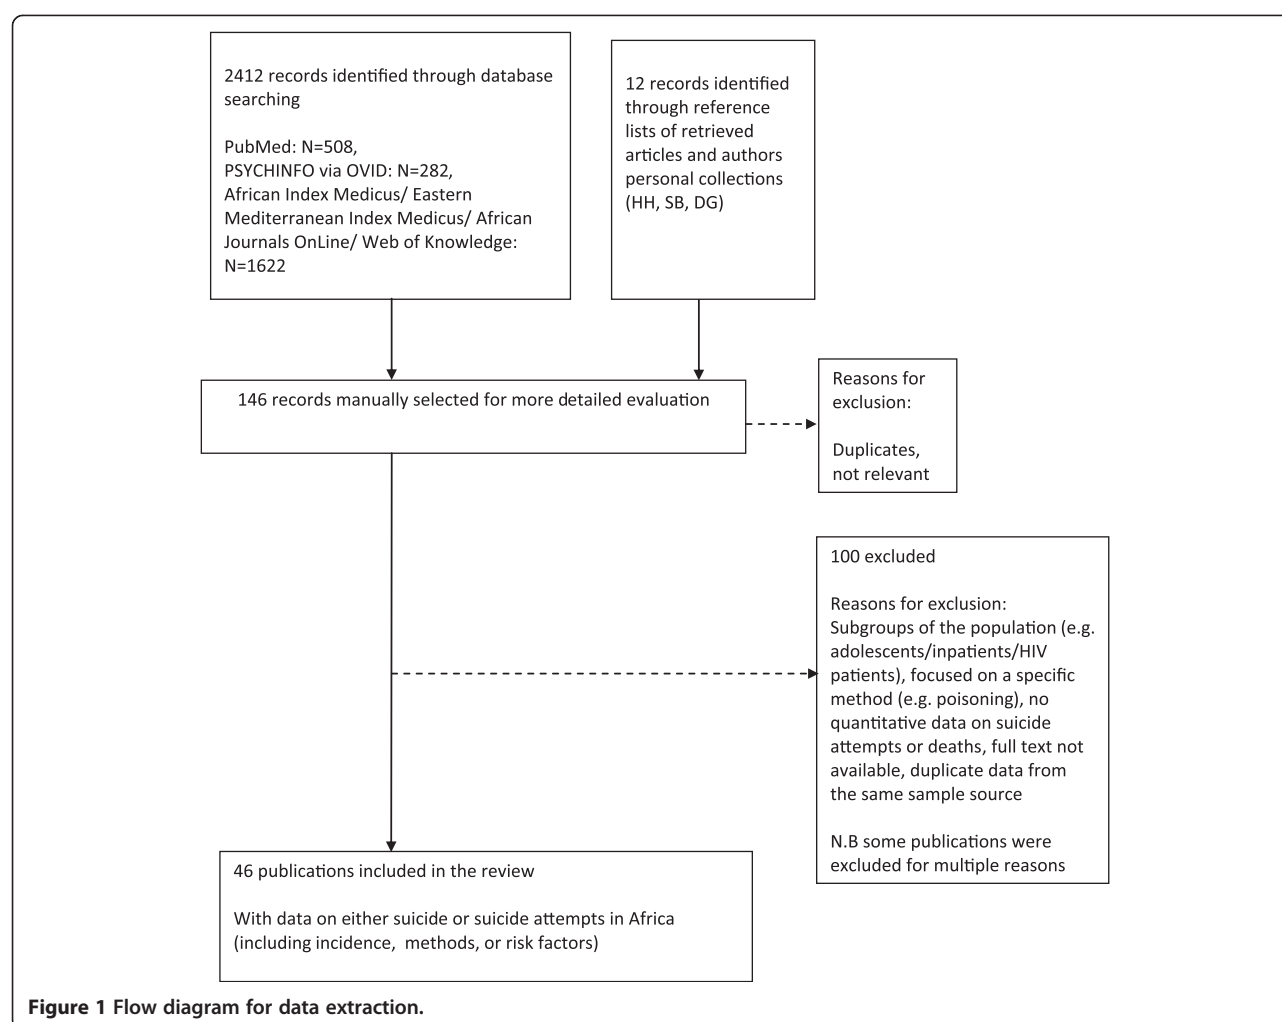 2412 records identified through database
searching
PubMed: N=508,
PSYCHINFO via OVID: N=282,
African Index Medicus/ Eastern
Mediterranean Index Medicus/ African
Journals OnLine/ Web of Knowledge:
N=1622
12 records identified
through reference
lists of retrieved
articles and authors
personal collections
(HH, SB, DG)
146 records manually selected for more detailed evaluation
Reasons for
exclusion:
Duplicates,
not relevant
100 excluded
Reasons for exclusion:
Subgroups of the population (e.g.
adolescents/inpatients/HIV
patients), focused on a specific
method (e.g. poisoning), no
quantitative data on suicide
attempts or deaths, full text not
available, duplicate data from
the same sample source
N.B some publications were
excluded for multiple reasons
46 publications included in the review
With data on either suicide or suicide attempts in Africa
(including incidence, methods, or risk factors)
Figure 1 Flow diagram for data extraction.